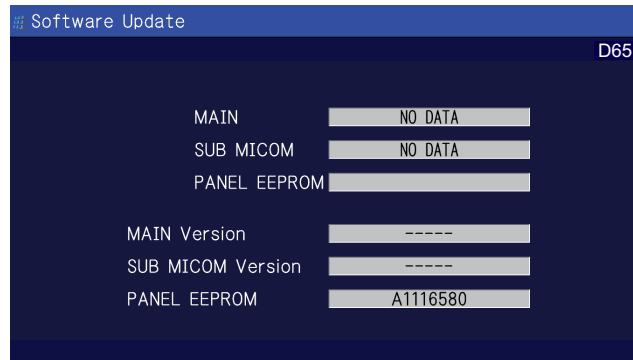 Software Update
D65
MAIN NO DATA
SUB MICOM NO DATA
PANEL EEPROM
MAIN Version -----
SUB MICOM Version -----
PANEL EEPROM A1116580